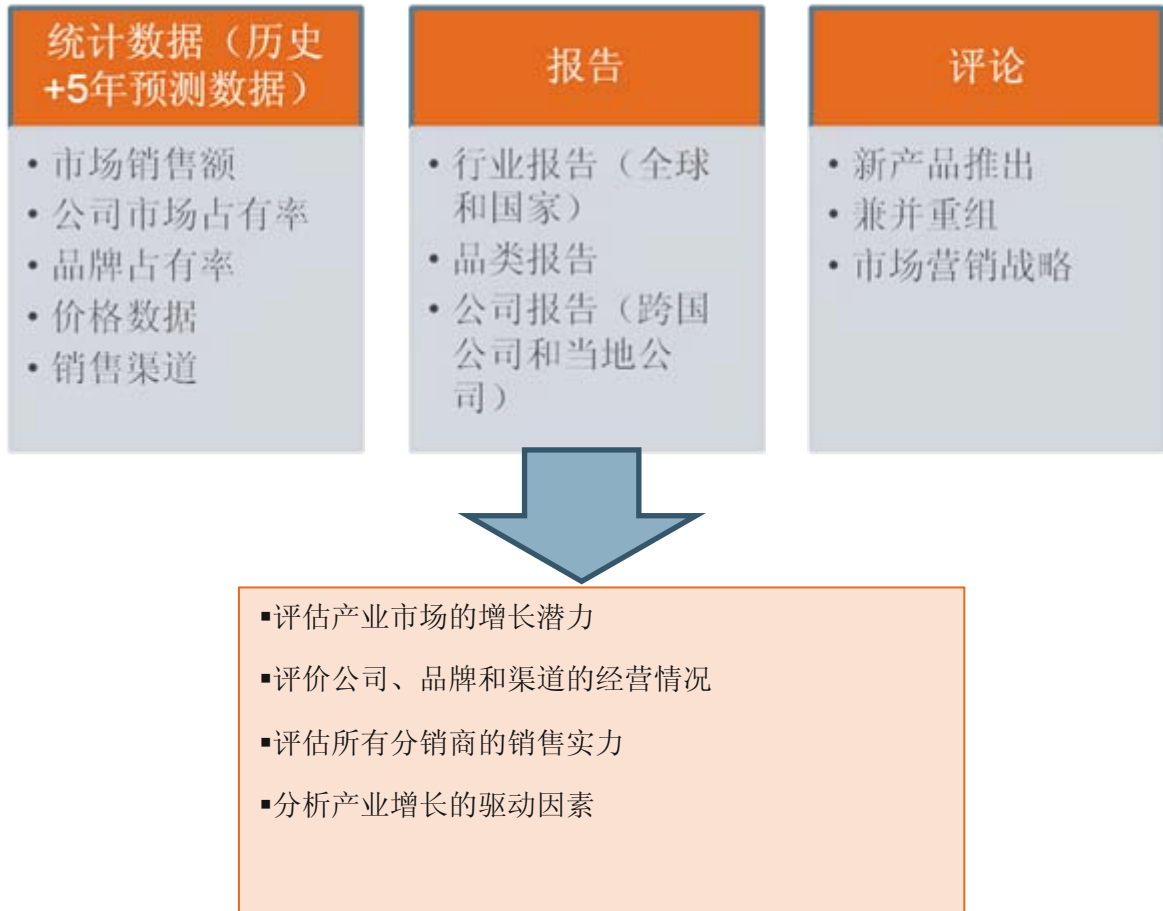 统计数据（历史
+5年预测数据）
• 市场销售额
• 公司市场占有率
• 品牌占有率
• 价格数据
• 销售渠道
报告
• 行业报告（全球
和国家）
• 品类报告
• 公司报告（跨国
公司和当地公
司）
评论
• 新产品推出
• 兼并重组
• 市场营销战略
▪评估产业市场的增长潜力
▪评价公司、品牌和渠道的经营情况
▪评估所有分销商的销售实力
▪分析产业增长的驱动因素